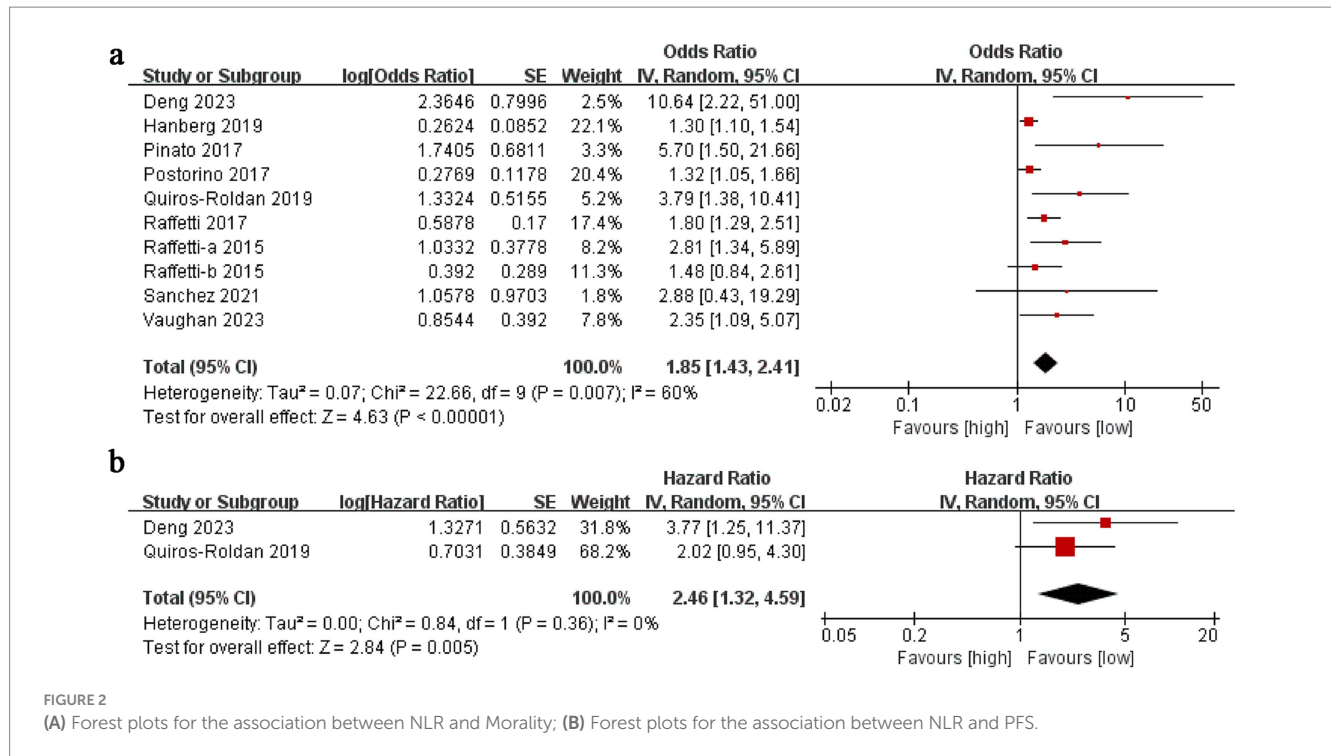 a
Odds Ratio Odds Ratio
Study or Subgroup log[Odds Ratio] SE Weight IV, Random, 95% CI IV, Random, 95% CI
Deng 2023 2.3646 0.7996 2.5% 10.64 [2.22, 51.00]
Hanberg 2019 0.2624 0.0852 22.1% 1.30 [1.10, 1.54]
Pinato 2017 1.7405 0.6811 3.3% 5.70 [1.50, 21.66]
Postorino 2017 0.2769 0.1178 20.4% 1.32 [1.05, 1.66]
Quiros-Roldan 2019 1.3324 0.5155 5.2% 3.79 [1.38, 10.41]
Raffetti 2017 0.5878 0.17 17.4% 1.80 [1.29, 2.51]
Raffetti-a 2015 1.0332 0.3778 8.2% 2.81 [1.34, 5.89]
Raffetti-b 2015 0.392 0.289 11.3% 1.48 [0.84, 2.61]
Sanchez 2021 1.0578 0.9703 1.8% 2.88 [0.43, 19.29]
Vaughan 2023 0.8544 0.392 7.8% 2.35 [1.09, 5.07]
Total (95% CI) 100.0% 1.85 [1.43, 2.41]
Heterogeneity: Tau² = 0.07; Chi² = 22.66, df = 9 (P = 0.007); I² = 60%
Test for overall effect: Z = 4.63 (P < 0.00001)
0.02 0.1 1 10 50
Favours [high] Favours [low]
b
Hazard Ratio Hazard Ratio
Study or Subgroup log[Hazard Ratio] SE Weight IV, Random, 95% CI IV, Random, 95% CI
Deng 2023 1.3271 0.5632 31.8% 3.77 [1.25, 11.37]
Quiros-Roldan 2019 0.7031 0.3849 68.2% 2.02 [0.95, 4.30]
Total (95% CI) 100.0% 2.46 [1.32, 4.59]
Heterogeneity: Tau² = 0.00; Chi² = 0.84, df = 1 (P = 0.36); I² = 0%
Test for overall effect: Z = 2.84 (P = 0.005)
0.05 0.2 1 5 20
Favours [high] Favours [low]
FIGURE 2
(A) Forest plots for the association between NLR and Morality; (B) Forest plots for the association between NLR and PFS.